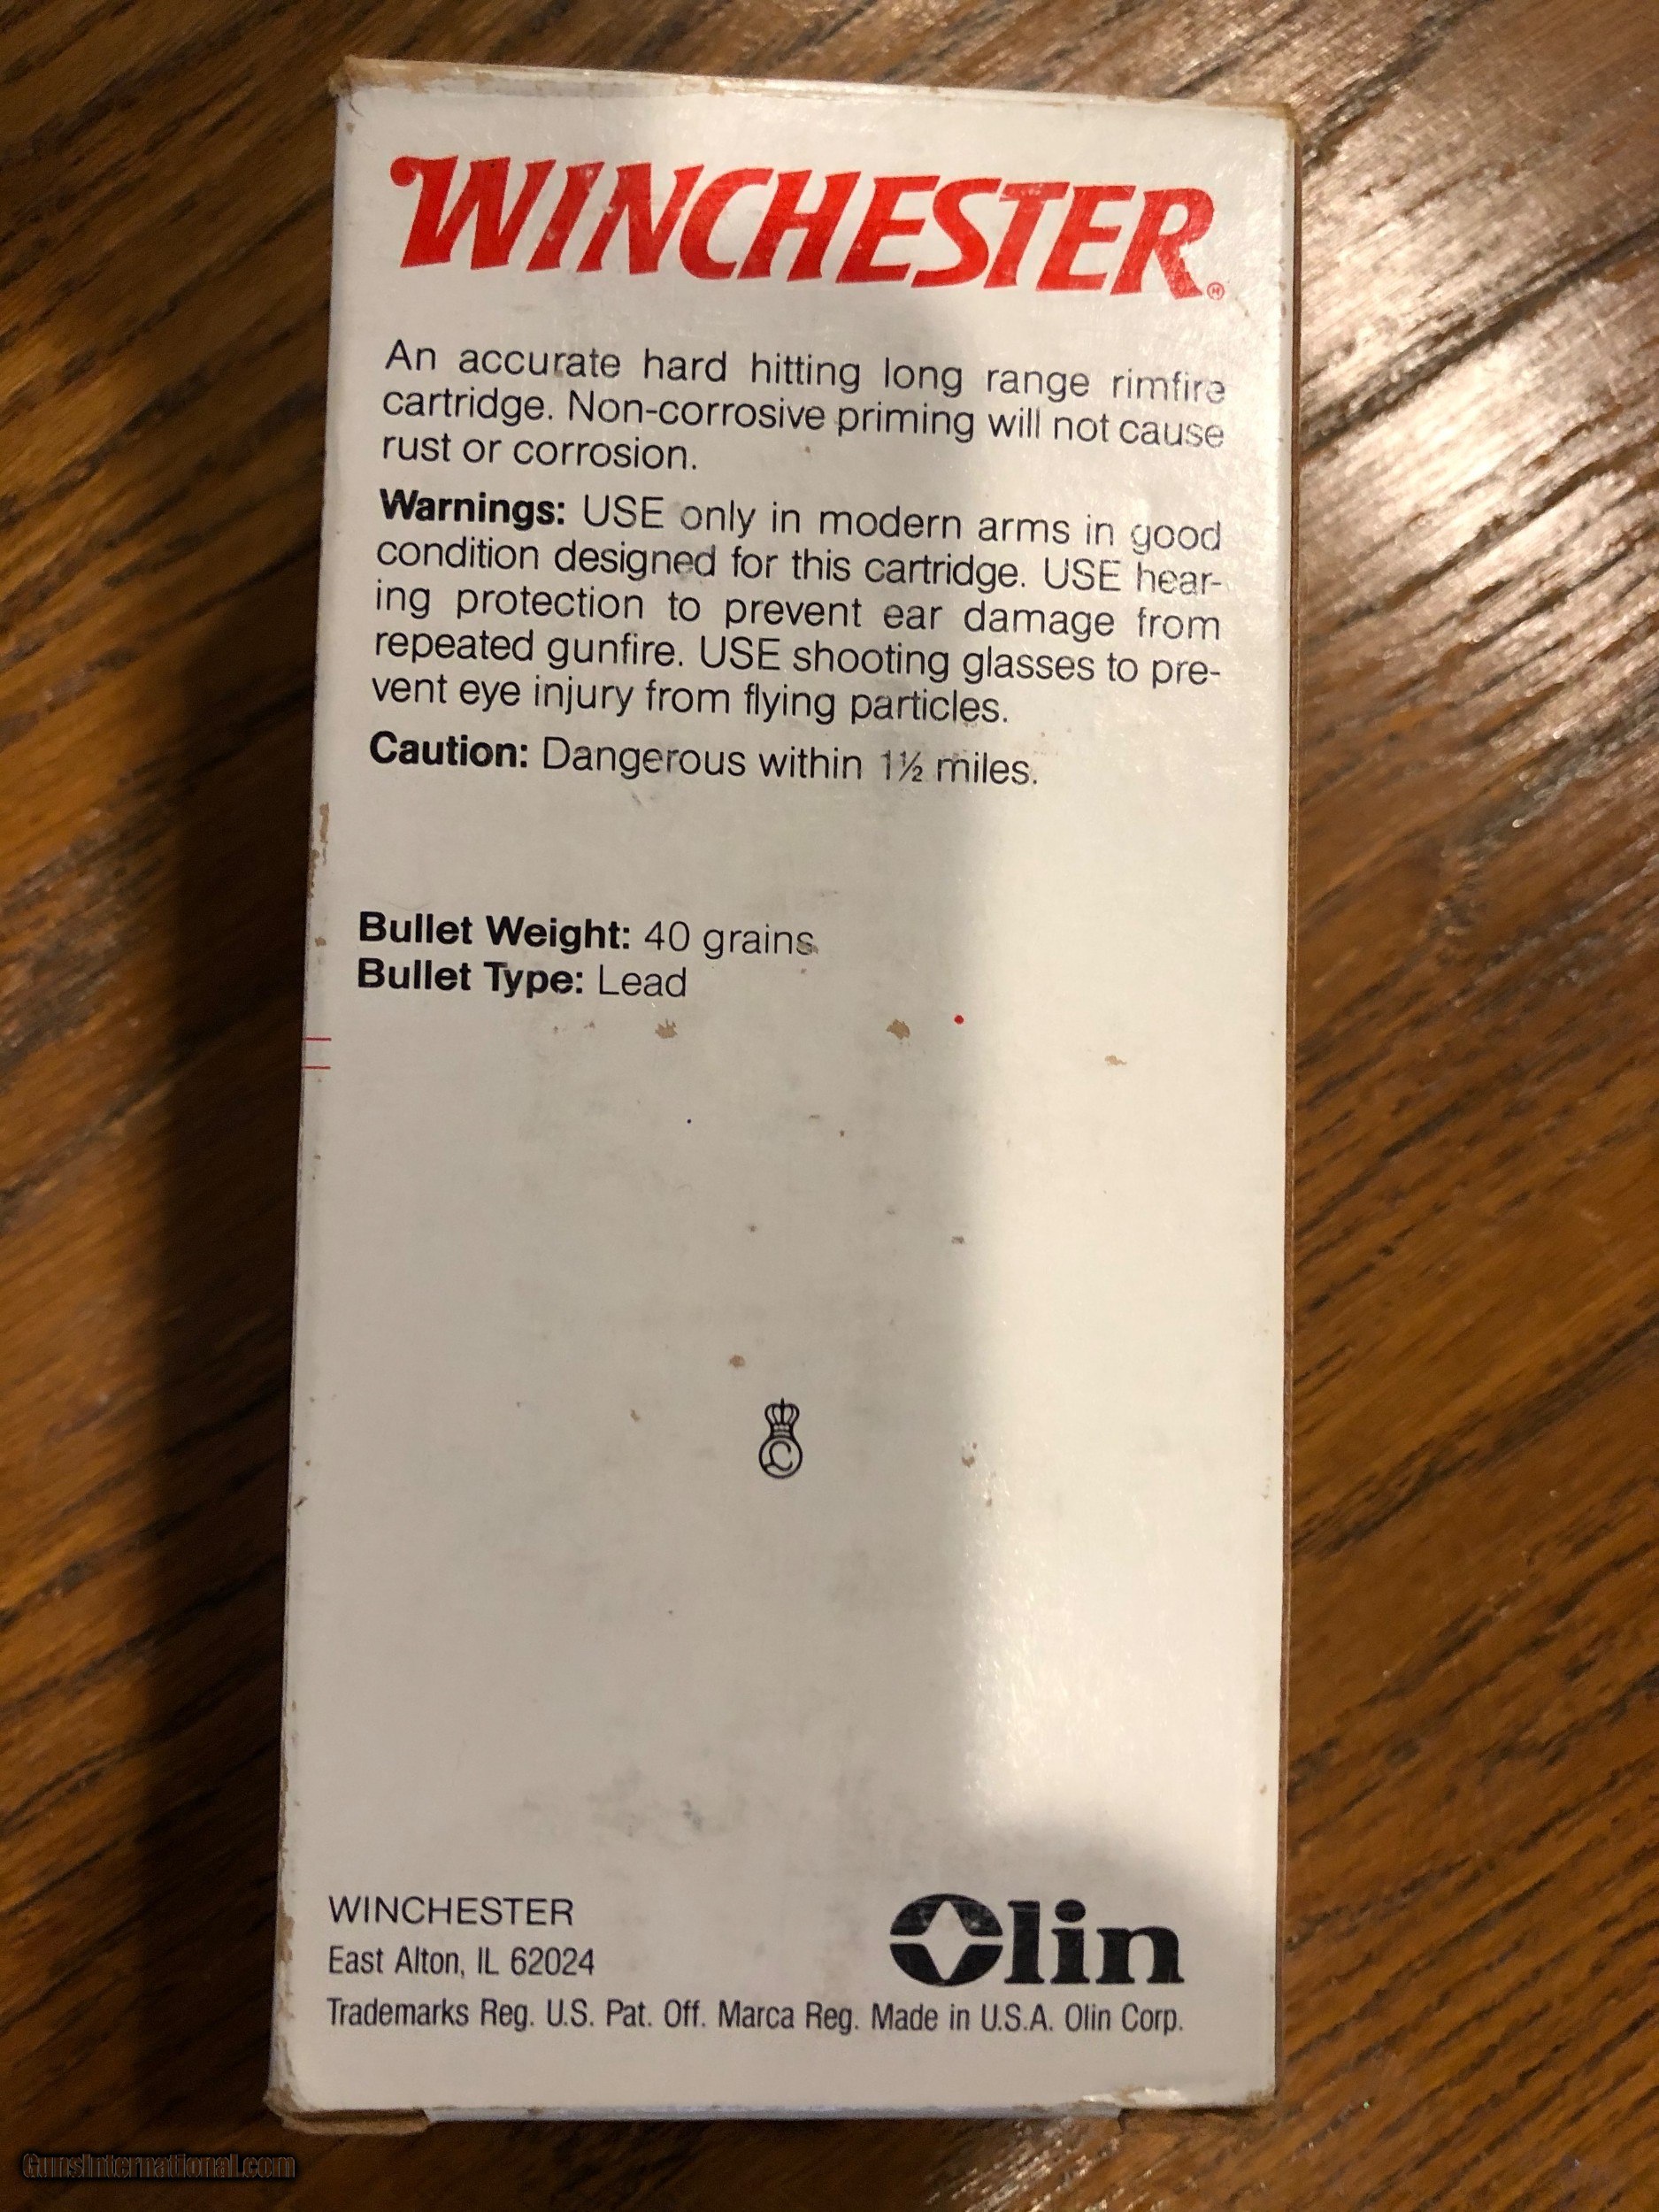 WINCHESTER®
An accurate hard hitting long range rimfire
cartridge. Non-corrosive priming will not cause
rust or corrosion.
Warnings: USE only in modern arms in good
condition designed for this cartridge. USE hear-
ing protection to prevent ear damage from
repeated gunfire. USE shooting glasses to pre-
vent eye injury from flying particles.
Caution: Dangerous within 1½ miles.
Bullet Weight: 40 grains
Bullet Type: Lead
WINCHESTER
East Alton, IL 62024
Olin
Trademarks Reg. U.S. Pat. Off. Marca Reg. Made in U.S.A. Olin Corp.
GunsInternational.com